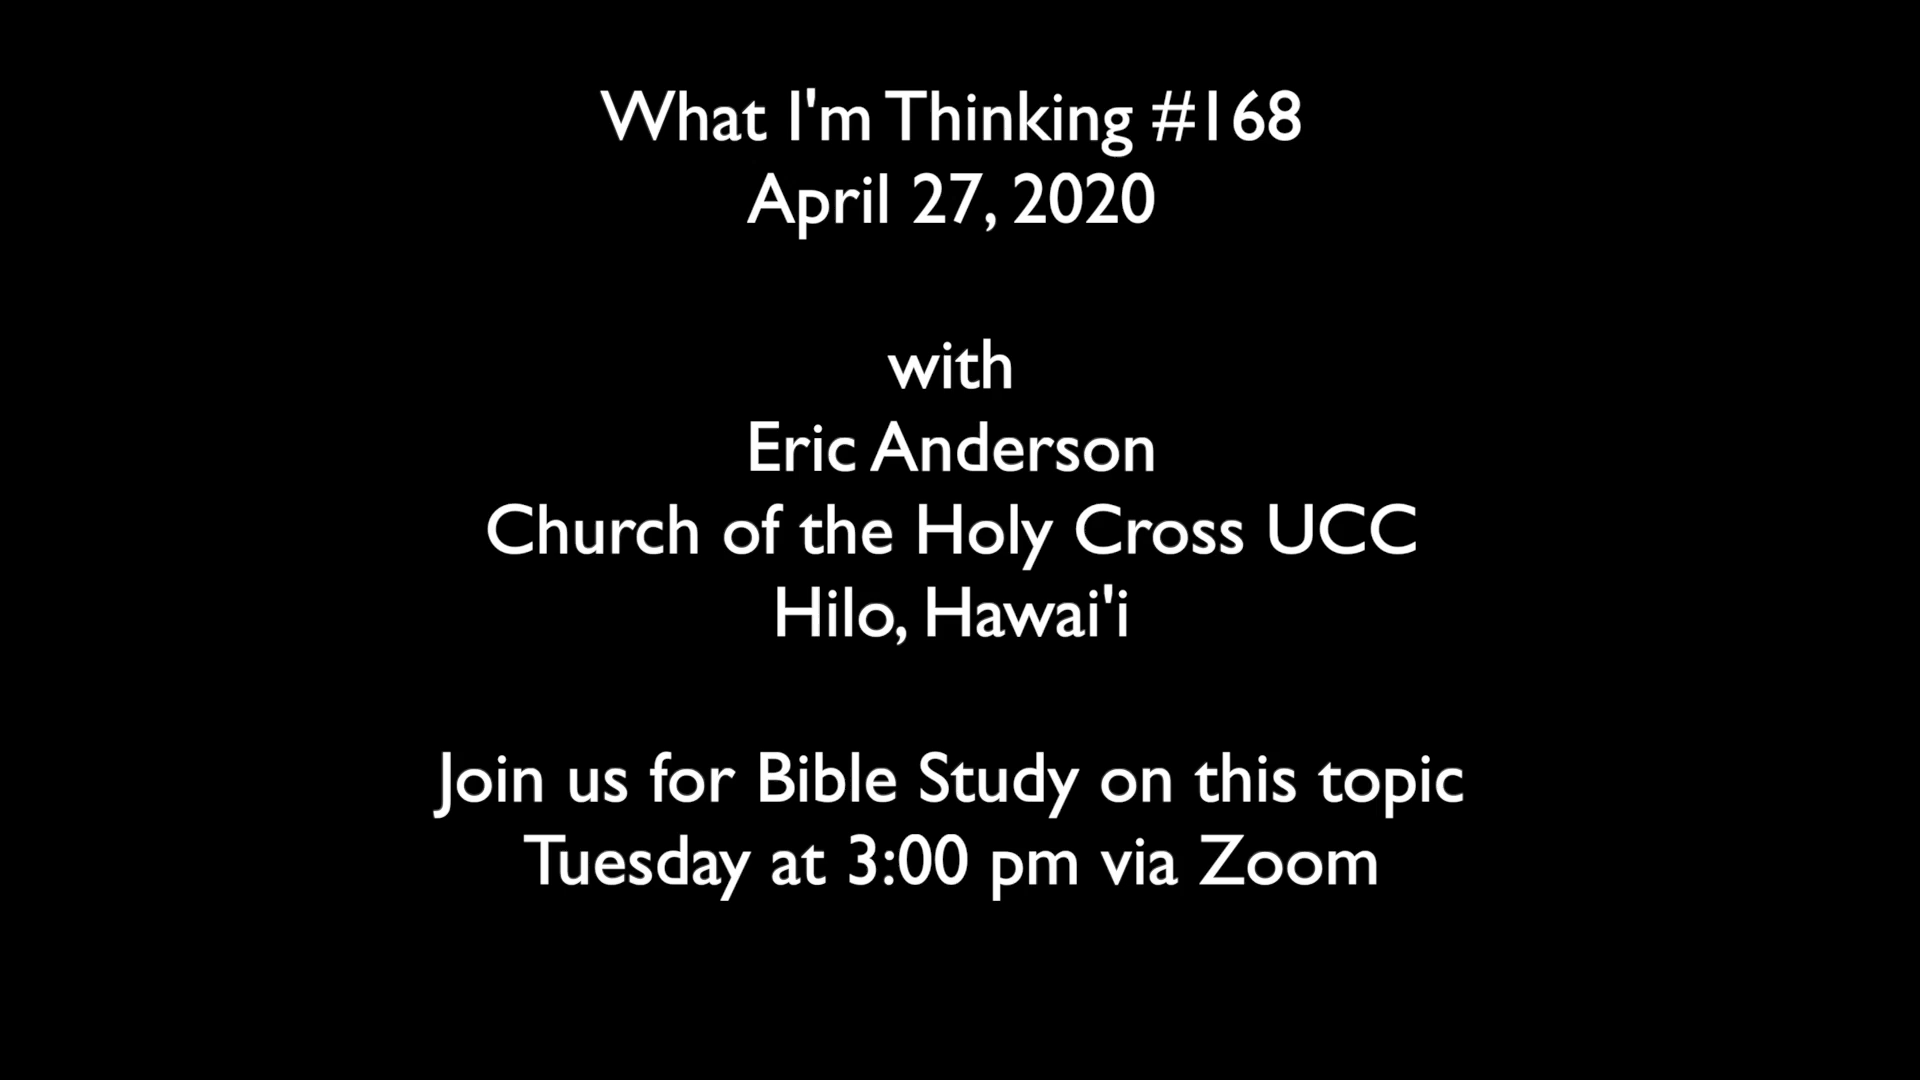 What I'm Thinking #168
April 27, 2020
with
Eric Anderson
Church of the Holy Cross UCC
Hilo, Hawai'i
Join us for Bible Study on this topic
Tuesday at 3:00 pm via Zoom